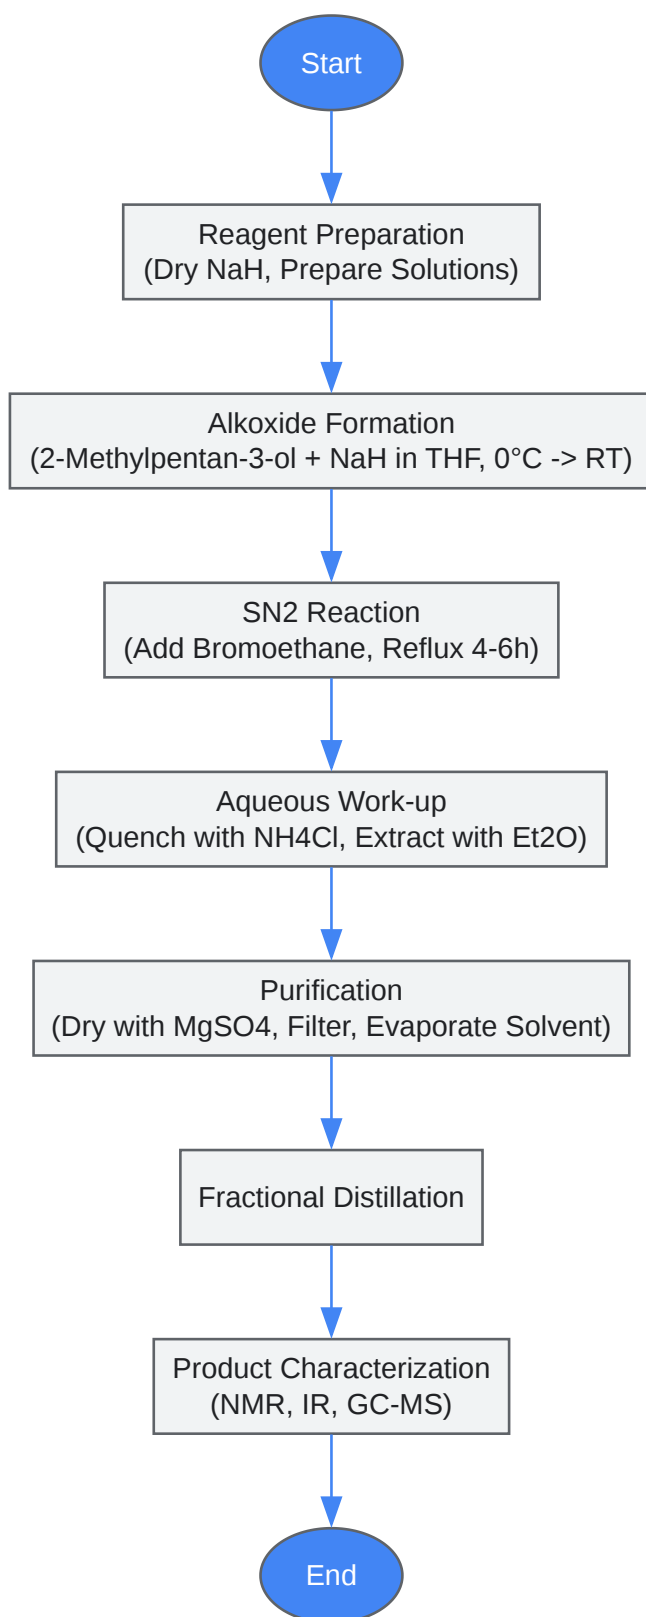 Start
Reagent Preparation
(Dry NaH, Prepare Solutions)
Alkoxide Formation
(2-Methylpentan-3-ol + NaH in THF, 0°C -> RT)
SN2 Reaction
(Add Bromoethane, Reflux 4-6h)
Aqueous Work-up
(Quench with NH4Cl, Extract with Et2O)
Purification
(Dry with MgSO4, Filter, Evaporate Solvent)
Fractional Distillation
Product Characterization
(NMR, IR, GC-MS)
End